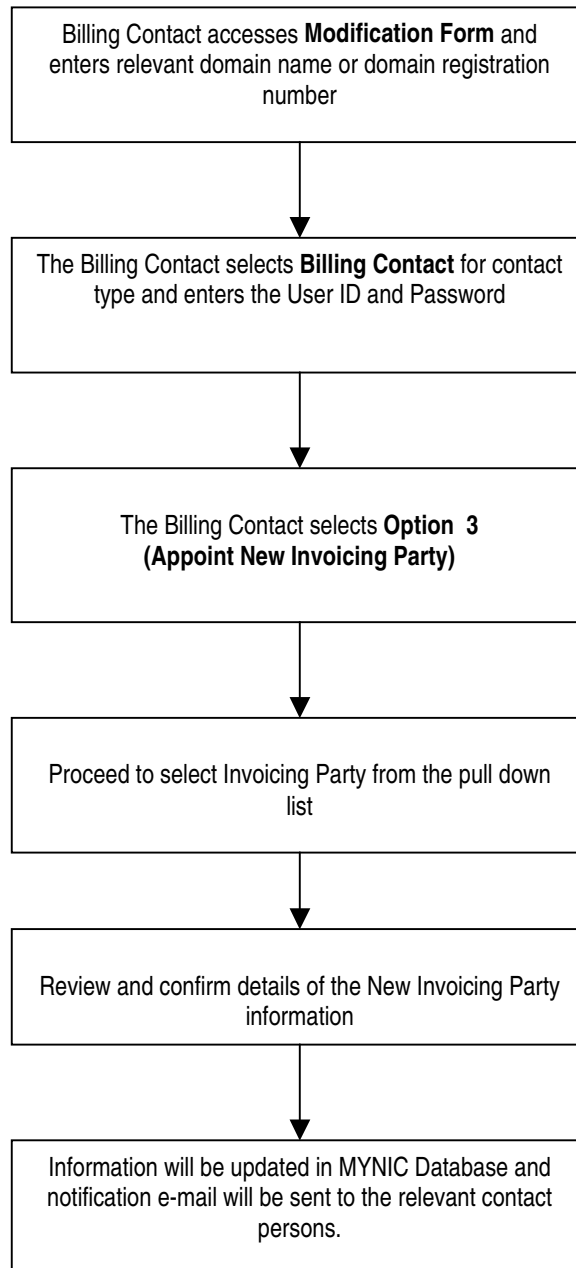 Billing Contact accesses Modification Form and
enters relevant domain name or domain registration
number
The Billing Contact selects Billing Contact for contact
type and enters the User ID and Password
The Billing Contact selects Option 3
(Appoint New Invoicing Party)
Proceed to select Invoicing Party from the pull down
list
Review and confirm details of the New Invoicing Party
information
Information will be updated in MYNIC Database and
notification e-mail will be sent to the relevant contact
persons.